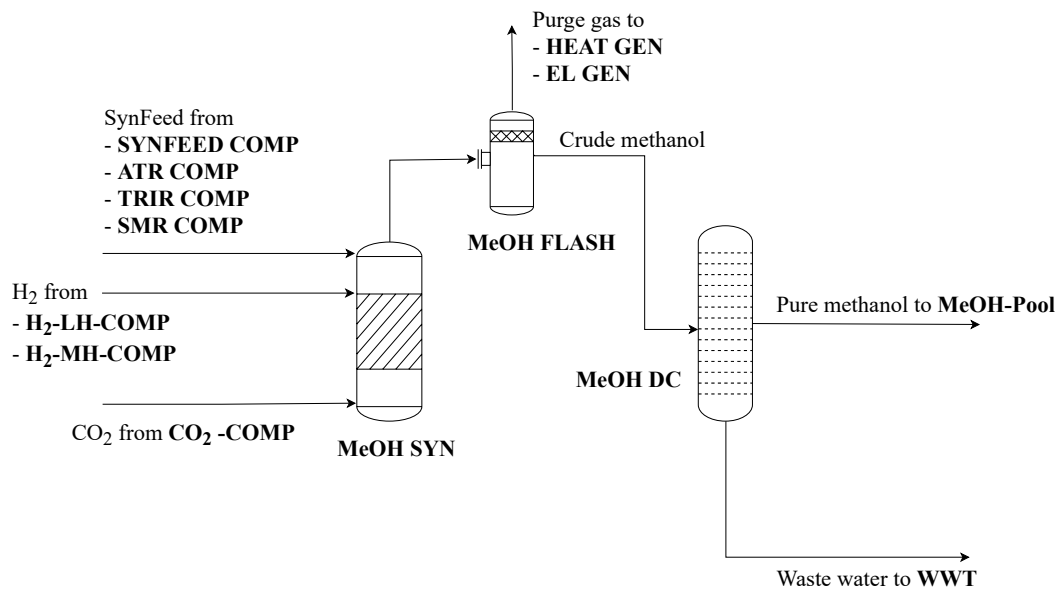 Purge gas to
- HEAT GEN
- EL GEN
SynFeed from
- SYNFEED COMP
- ATR COMP
- TRIR COMP
- SMR COMP
Crude methanol
MeOH FLASH
H₂ from
- H₂-LH-COMP
- H₂-MH-COMP
Pure methanol to MeOH-Pool
MeOH DC
CO₂ from CO₂ -COMP
MeOH SYN
Waste water to WWT